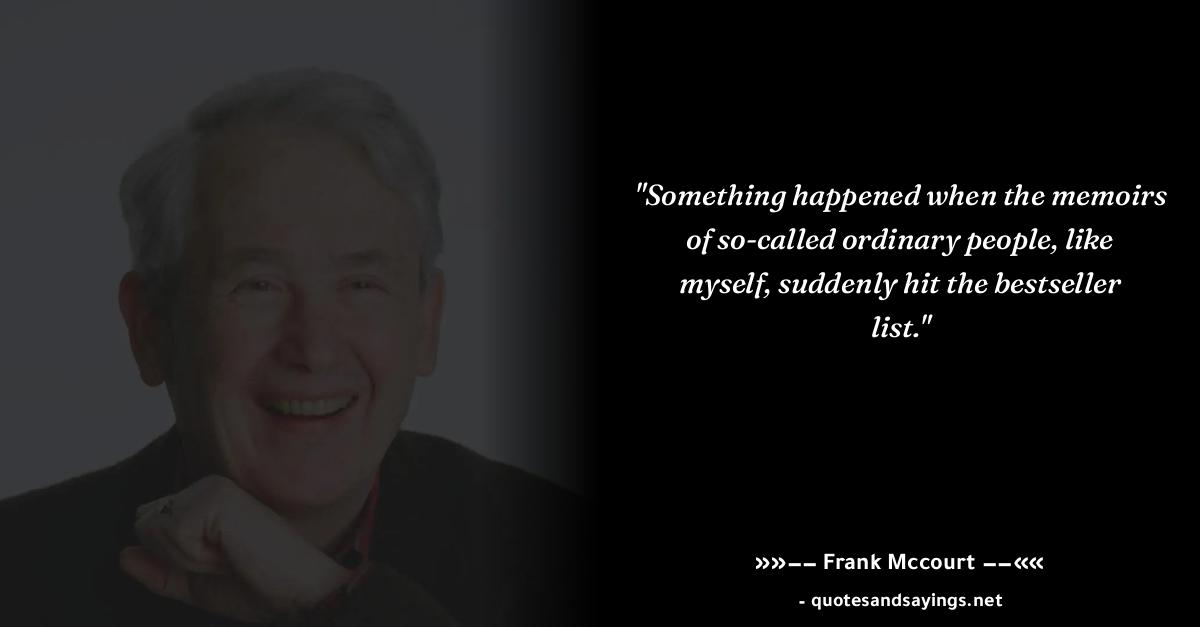 "Something happened when the memoirs
of so-called ordinary people, like
myself, suddenly hit the bestseller
list."
»»–– Frank Mccourt ––««
- quotesandsayings.net